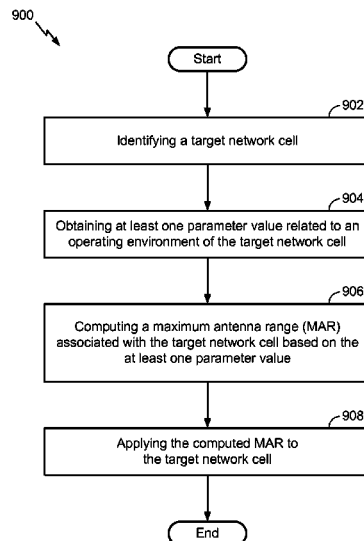 900
Start
902
Identifying a target network cell
904
Obtaining at least one parameter value related to an
operating environment of the target network cell
906
Computing a maximum antenna range (MAR)
associated with the target network cell based on the
at least one parameter value
908
Applying the computed MAR to
the target network cell
End